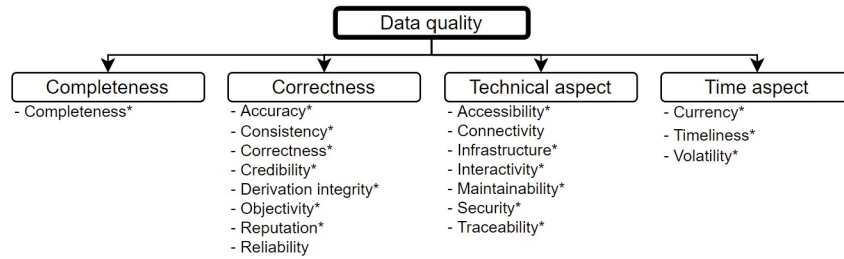 Data quality
Completeness
- Completeness*
Correctness
- Accuracy*
- Consistency*
- Correctness*
- Credibility*
- Derivation integrity*
- Objectivity*
- Reputation*
- Reliability
Technical aspect
- Accessibility*
- Connectivity
- Infrastructure*
- Interactivity*
- Maintainability*
- Security*
- Traceability*
Time aspect
- Currency*
- Timeliness*
- Volatility*